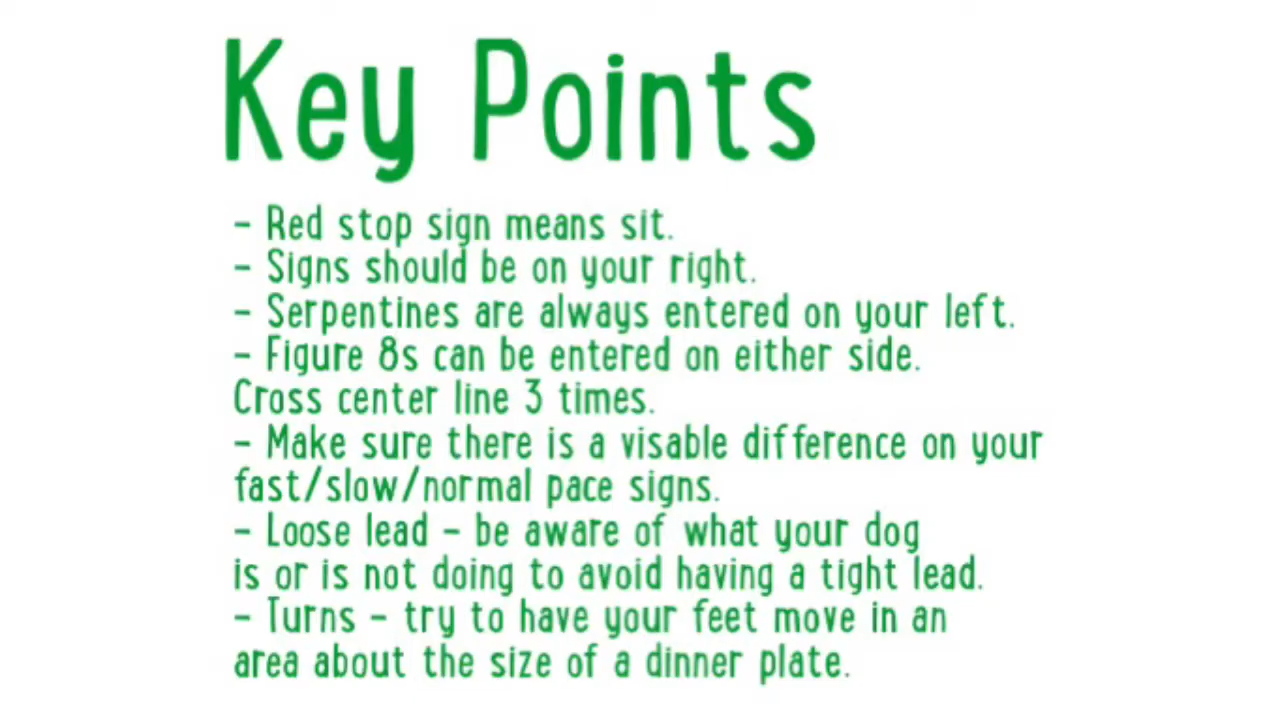 Key Points
- Red stop sign means sit.
- Signs should be on your right.
- Serpentines are always entered on your left.
- Figure 8s can be entered on either side.
Cross center line 3 times.
- Make sure there is a visable difference on your
fast/slow/normal pace signs.
- Loose lead - be aware of what your dog
is or is not doing to avoid having a tight lead.
- Turns - try to have your feet move in an
area about the size of a dinner plate.